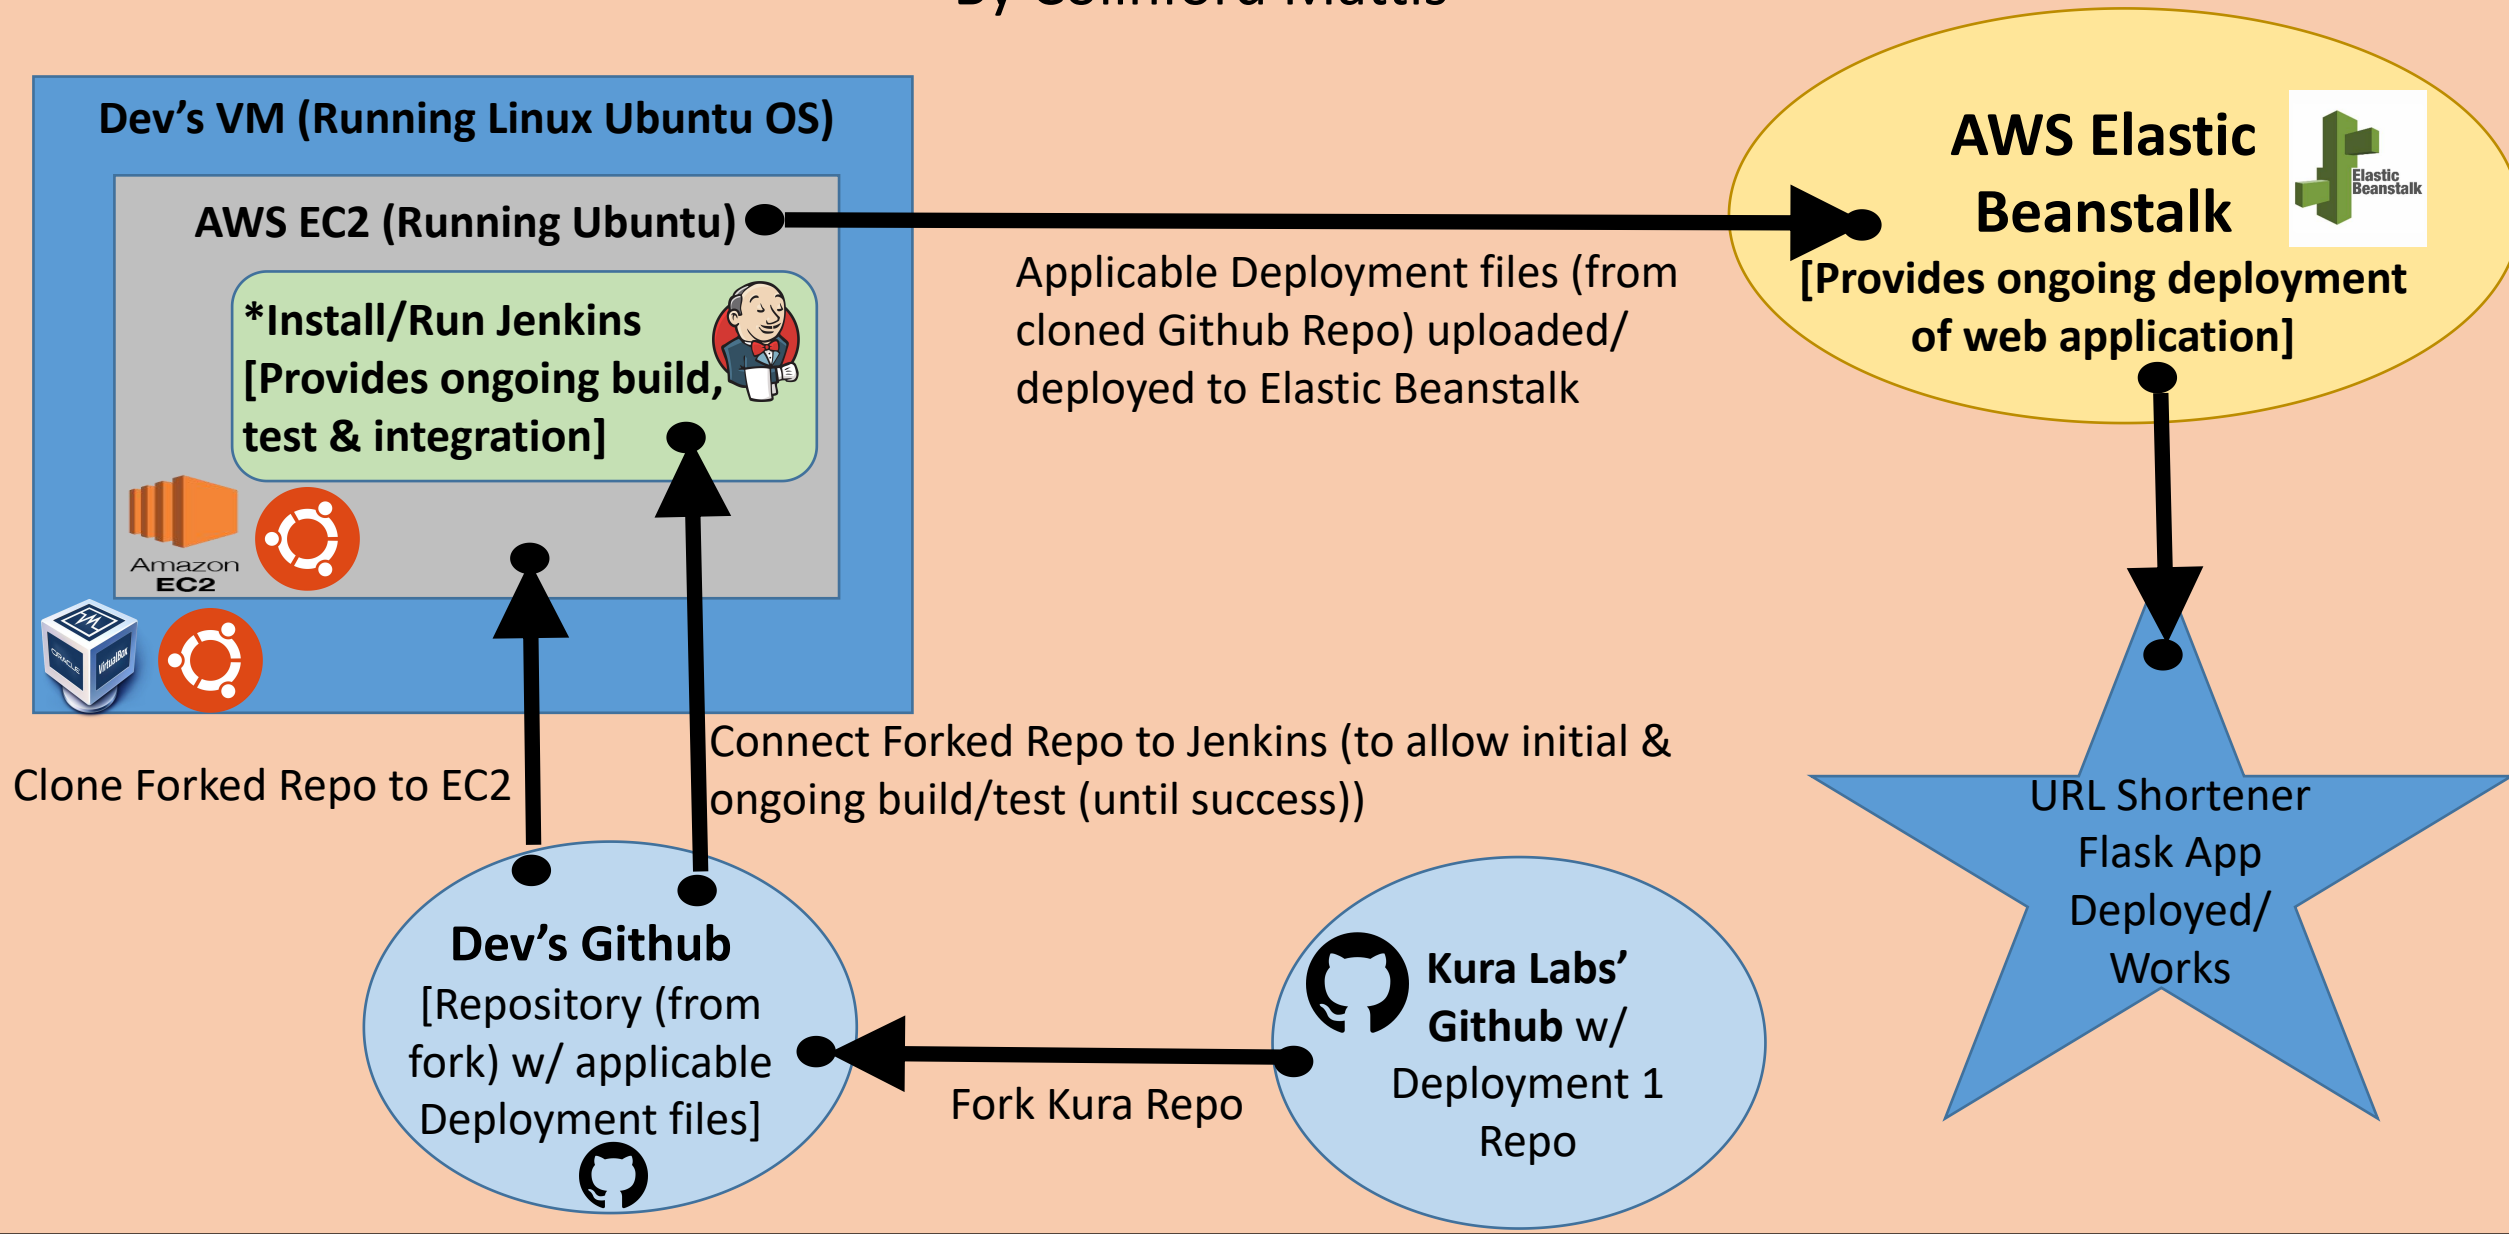 Dev’s VM (Running Linux Ubuntu OS)
AWS EC2 (Running Ubuntu)
*Install/Run Jenkins
[Provides ongoing build,
test & integration]
Amazon
EC2
ORACLE
VirtualBox
Applicable Deployment files (from
cloned Github Repo) uploaded/
deployed to Elastic Beanstalk
AWS Elastic
Beanstalk
[Provides ongoing deployment
of web application]
Elastic
Beanstalk
Clone Forked Repo to EC2
Connect Forked Repo to Jenkins (to allow initial &
ongoing build/test (until success))
URL Shortener
Flask App
Deployed/
Works
Dev’s Github
[Repository (from
fork) w/ applicable
Deployment files]
Fork Kura Repo
Kura Labs’
Github w/
Deployment 1
Repo